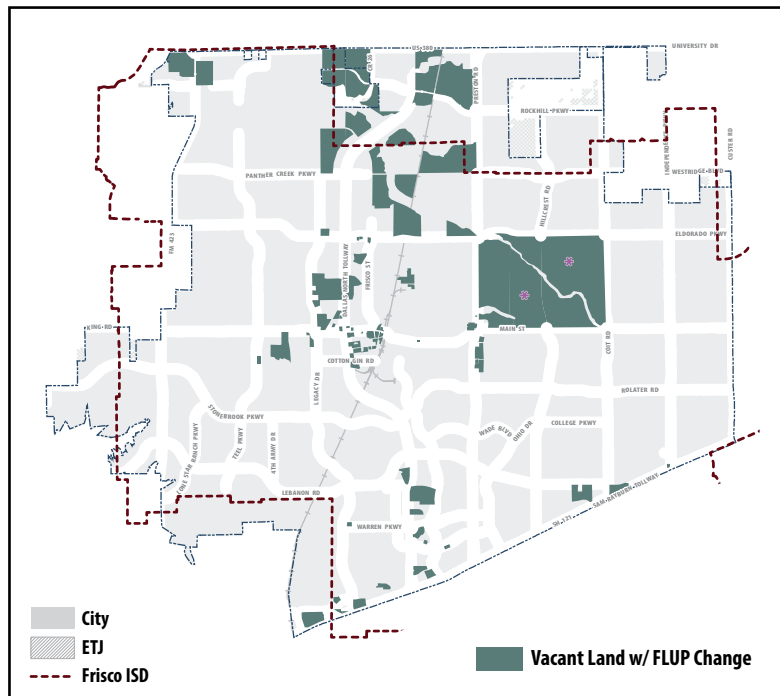 US 380
UNIVERSITY DR
CR 26
PRESTON RD
ROCKHILL PKWY
INDEPENDENCE PKWY
CUSTER RD
PANTHER CREEK PKWY
WESTRIDGE BLVD
HILLCREST RD
FM 423
ELDORADO PKWY
DALLAS NORTH TOLLWAY
FRISCO ST
*
*
KING RD
MAIN ST
COIT RD
COTTON GIN RD
LEGACY DR
ROLATER RD
STONEBROOK PKWY
WADE BLVD
OHIO DR
COLLEGE PKWY
LONE STAR RANCH PKWY
TEEL PKWY
4TH ARMY DR
LEBANON RD
SAM RAYBURN TOLLWAY
SH 121
WARREN PKWY
City
ETJ
Frisco ISD
Vacant Land w/ FLUP Change